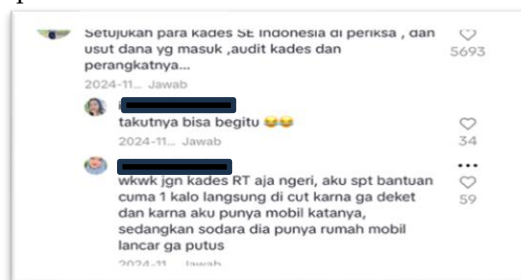 Setujukan para kades SE Indonesia di periksa , dan
usut dana yg masuk ,audit kades dan
perangkatnya...
5693
2024-11... Jawab
takutnya bisa begitu 😂😂
2024-11... Jawab
34
wkwk jgn kades RT aja ngeri, aku spt bantuan
cuma 1 kalo langsung di cut karna ga deket
dan karna aku punya mobil katanya,
sedangkan sodara dia punya rumah mobil
lancar ga putus
59
2024-11 Jawab